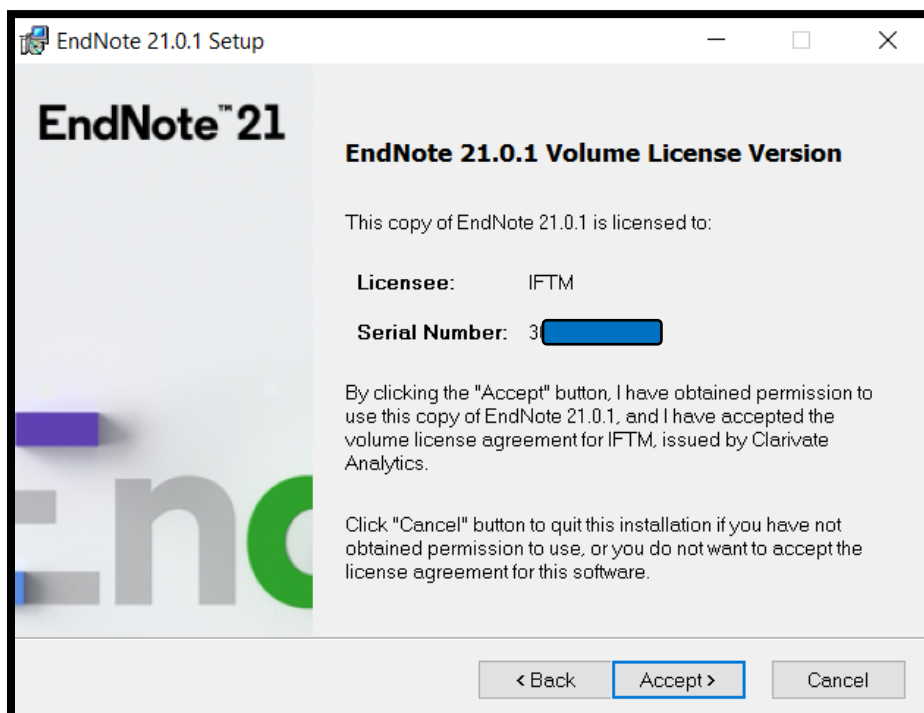 EndNote 21.0.1 Setup
EndNote™21
EndNote 21.0.1 Volume License Version
This copy of EndNote 21.0.1 is licensed to:
Licensee: IFTM
Serial Number: 3
By clicking the "Accept" button, I have obtained permission to
use this copy of EndNote 21.0.1, and I have accepted the
volume license agreement for IFTM, issued by Clarivate
Analytics.
Click "Cancel" button to quit this installation if you have not
obtained permission to use, or you do not want to accept the
license agreement for this software.
< Back
Accept >
Cancel